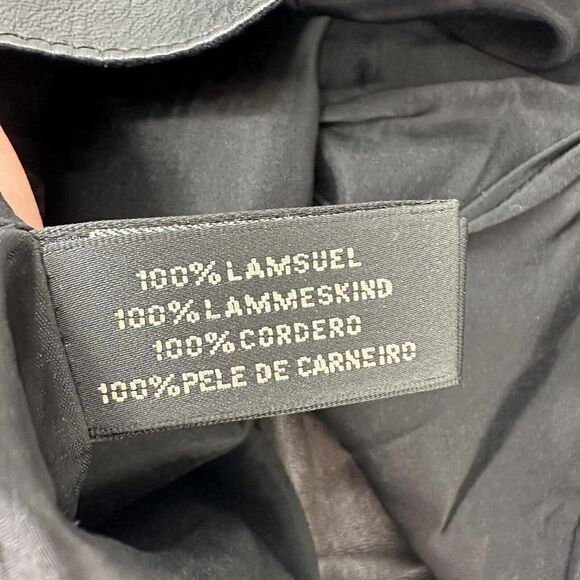 100% LAMSUEL
100% LAMMESKIND
100% CORDERO
100% PELE DE CARNEIRO